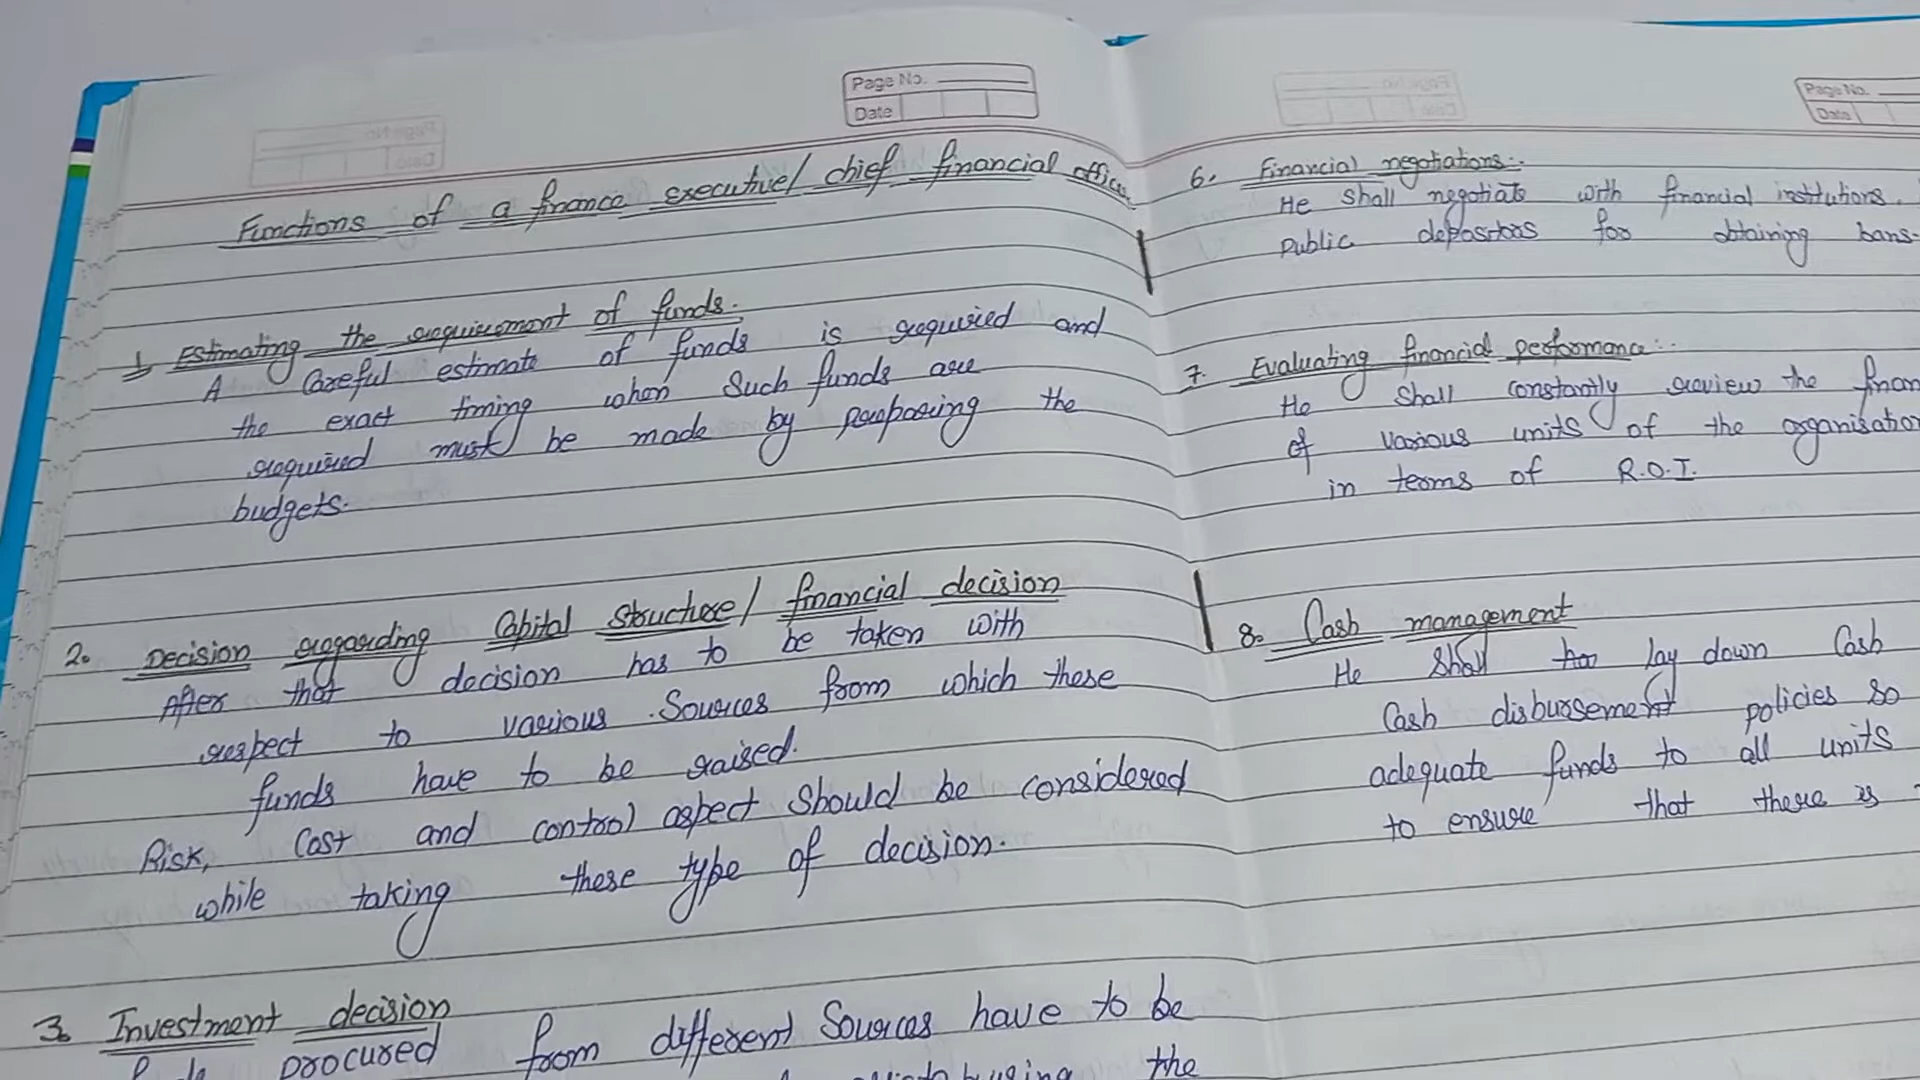 Page No.
Date
Functions of a finance executive/ chief financial office
1 Estimating the requirement of funds.
A Careful estimate of funds is required and
the exact timing when Such funds are
required must be made by preparing the
budgets.
2. Decision regarding Capital Structure/ financial decision
After that decision has to be taken with
respect to various Sources from which these
funds have to be raised.
Risk, Cost and control aspect should be considered
while taking these type of decision.
3. Investment decision
procured from different Sources have to be
the
Page No.
Date
6. Financial negotiations:-
He shall negotiate with financial institutions,
public depositors for obtaining
7. Evaluating financial performance:-
He shall constantly review the finan
of various units of the organisation
in terms of R.O.I.
8. Cash management
He shall lay down Cash
Cash disbursement policies so
adequate funds to all units
to ensure that there is